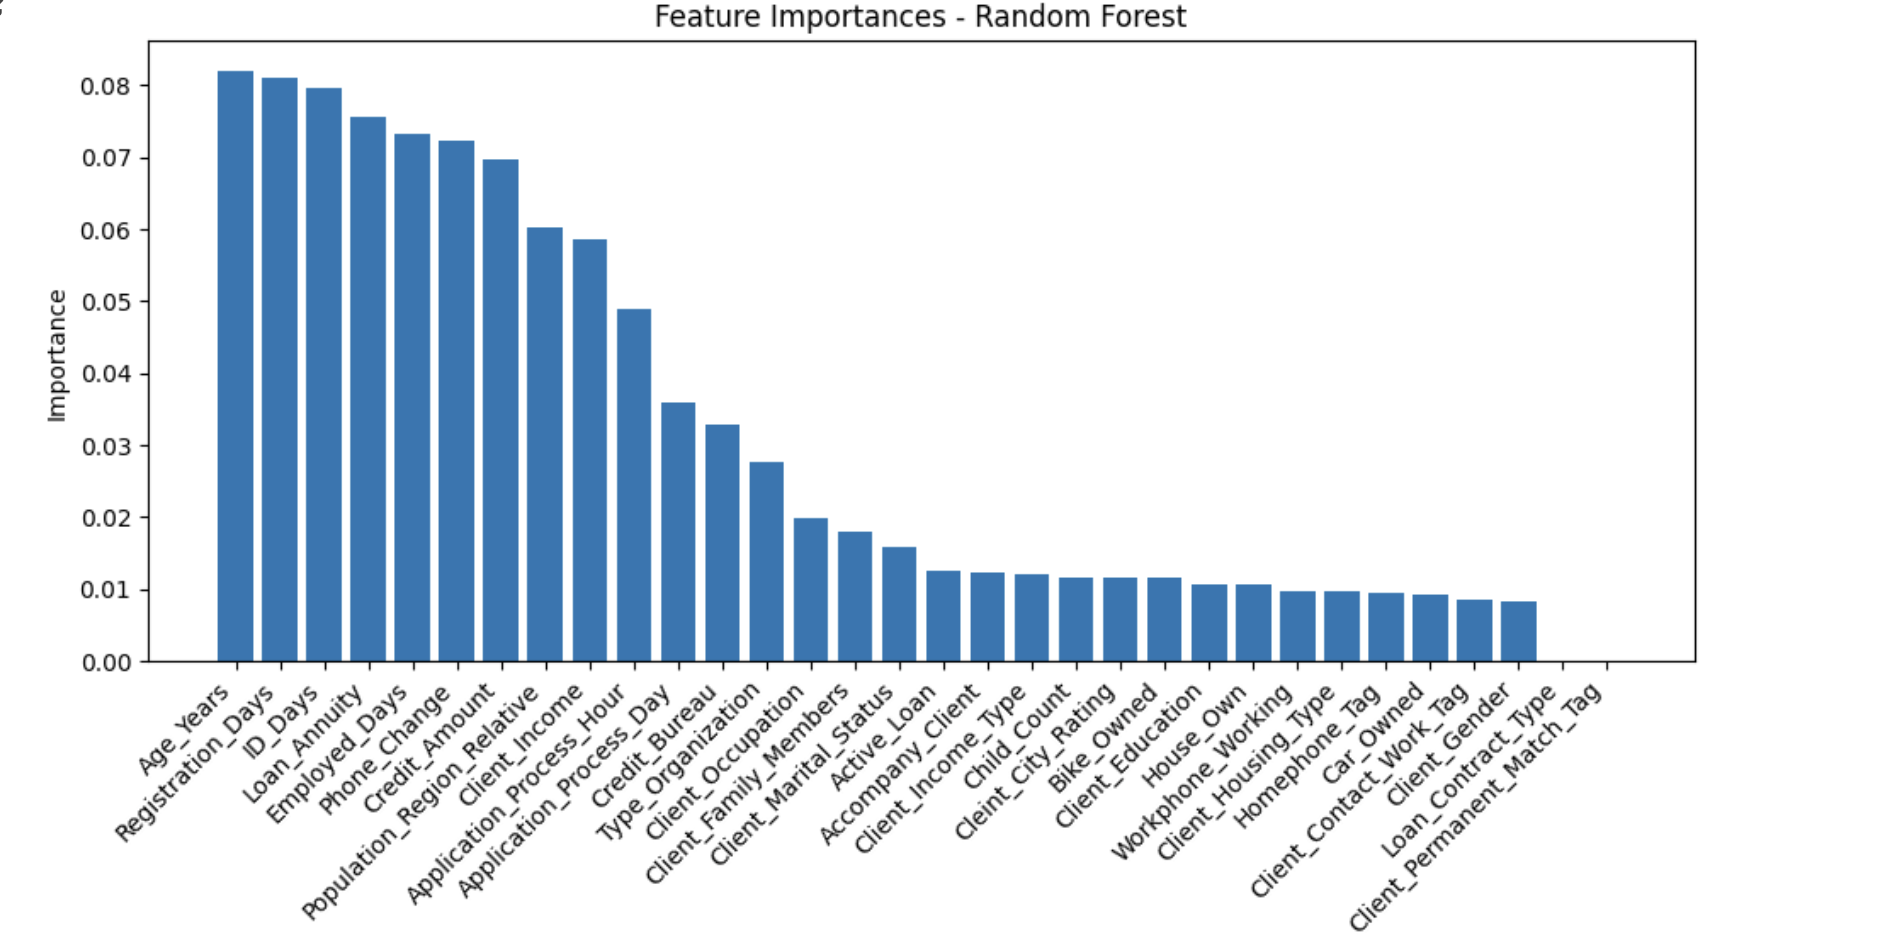 Feature Importances - Random Forest
Importance
0.08
0.07
0.06
0.05
0.04
0.03
0.02
0.01
0.00
Age_Years
Registration_Days
ID_Days
Loan_Annuity
Employed_Days
Phone_Change
Credit_Amount
Population_Region_Relative
Client_Income
Application_Process_Hour
Application_Process_Day
Credit_Bureau
Type_Organization
Client_Occupation
Client_Family_Members
Client_Marital_Status
Active_Loan
Accompany_Client
Client_Income_Type
Child_Count
Cleint_City_Rating
Bike_Owned
Client_Education
House_Own
Workphone_Working
Client_Housing_Type
Homephone_Tag
Car_Owned
Client_Contact_Work_Tag
Client_Gender
Loan_Contract_Type
Client_Permanent_Match_Tag